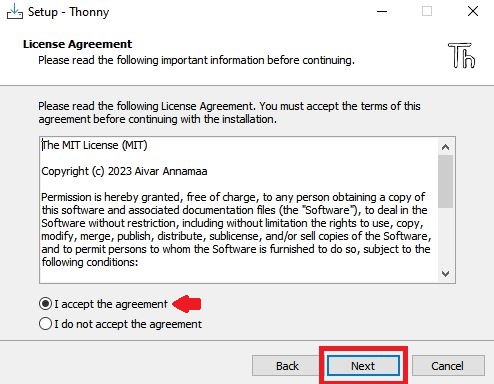 Setup - Thonny
License Agreement
Please read the following important information before continuing.
Th
Please read the following License Agreement. You must accept the terms of this
agreement before continuing with the installation.
The MIT License (MIT)
Copyright (c) 2023 Aivar Annamaa
Permission is hereby granted, free of charge, to any person obtaining a copy of
this software and associated documentation files (the "Software"), to deal in the
Software without restriction, including without limitation the rights to use, copy,
modify, merge, publish, distribute, sublicense, and/or sell copies of the Software,
and to permit persons to whom the Software is furnished to do so, subject to the
following conditions:
I accept the agreement
I do not accept the agreement
Back
Next
Cancel